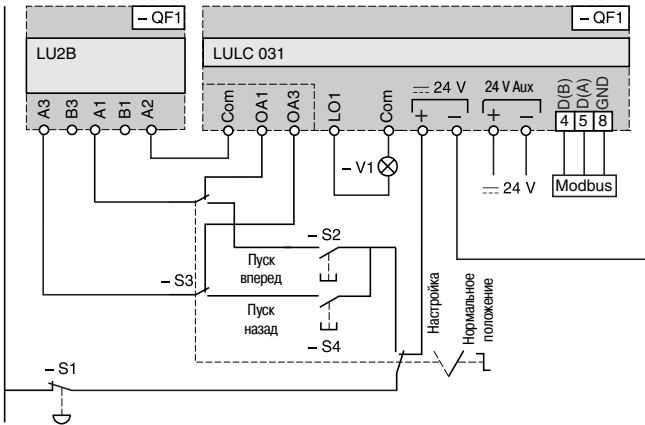 – QF1
– QF1
LU2B
LULC 031
A3
B3
A1
B1
A2
Com
OA1
OA3
LO1
Com
24 V
+
–
24 V Aux
+
–
D(B)
D(A)
GND
4 5 8
– V1
24 V
Modbus
– S2
Пуск
вперед
– S3
Пуск
назад
– S4
Настройка
Нормальное
положение
– S1